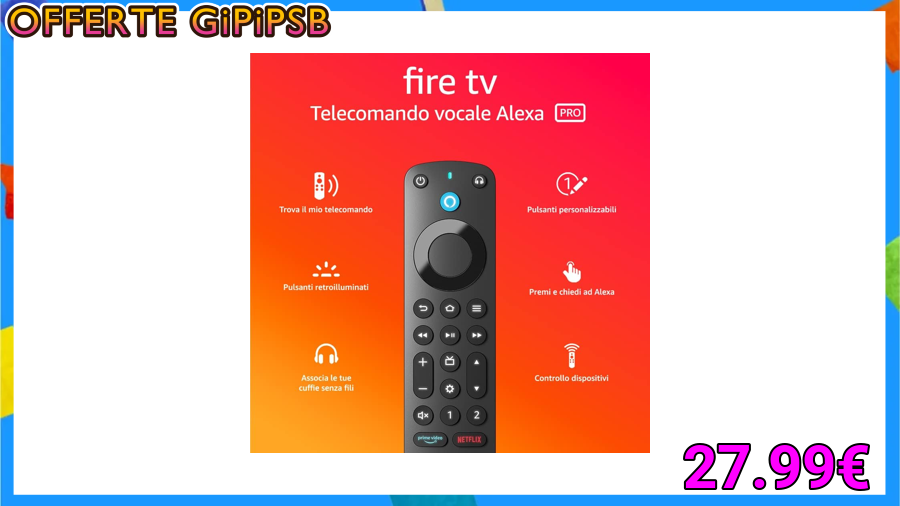 OFFERTE GiPiPSB
fire tv
Telecomando vocale Alexa PRO
Trova il mio telecomando
Pulsanti personalizzabili
Pulsanti retroilluminati
Premi e chiedi ad Alexa
Associa le tue
cuffie senza fili
Controllo dispositivi
1 2
prime video NETFLIX
27.99€